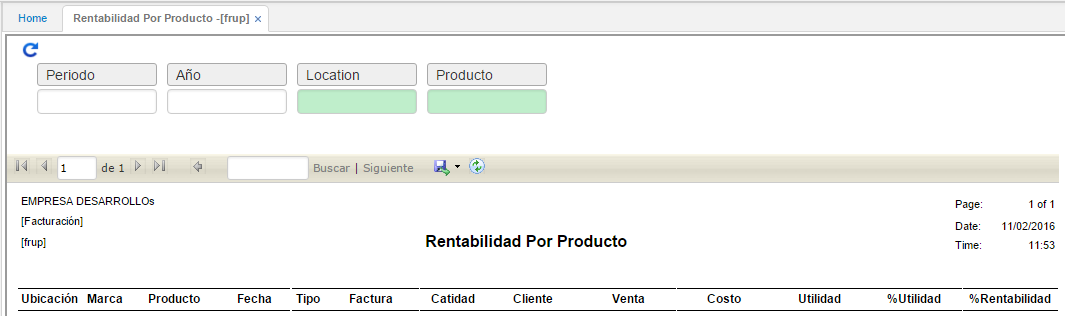 Home Rentabilidad Por Producto -[frup] ×
Periodo Año Location Producto
1 de 1 Buscar | Siguiente
EMPRESA DESARROLLOs Page: 1 of 1
[Facturación] Date: 11/02/2016
[frup] Rentabilidad Por Producto Time: 11:53
Ubicación Marca Producto Fecha Tipo Factura Catidad Cliente Venta Costo Utilidad %Utilidad %Rentabilidad